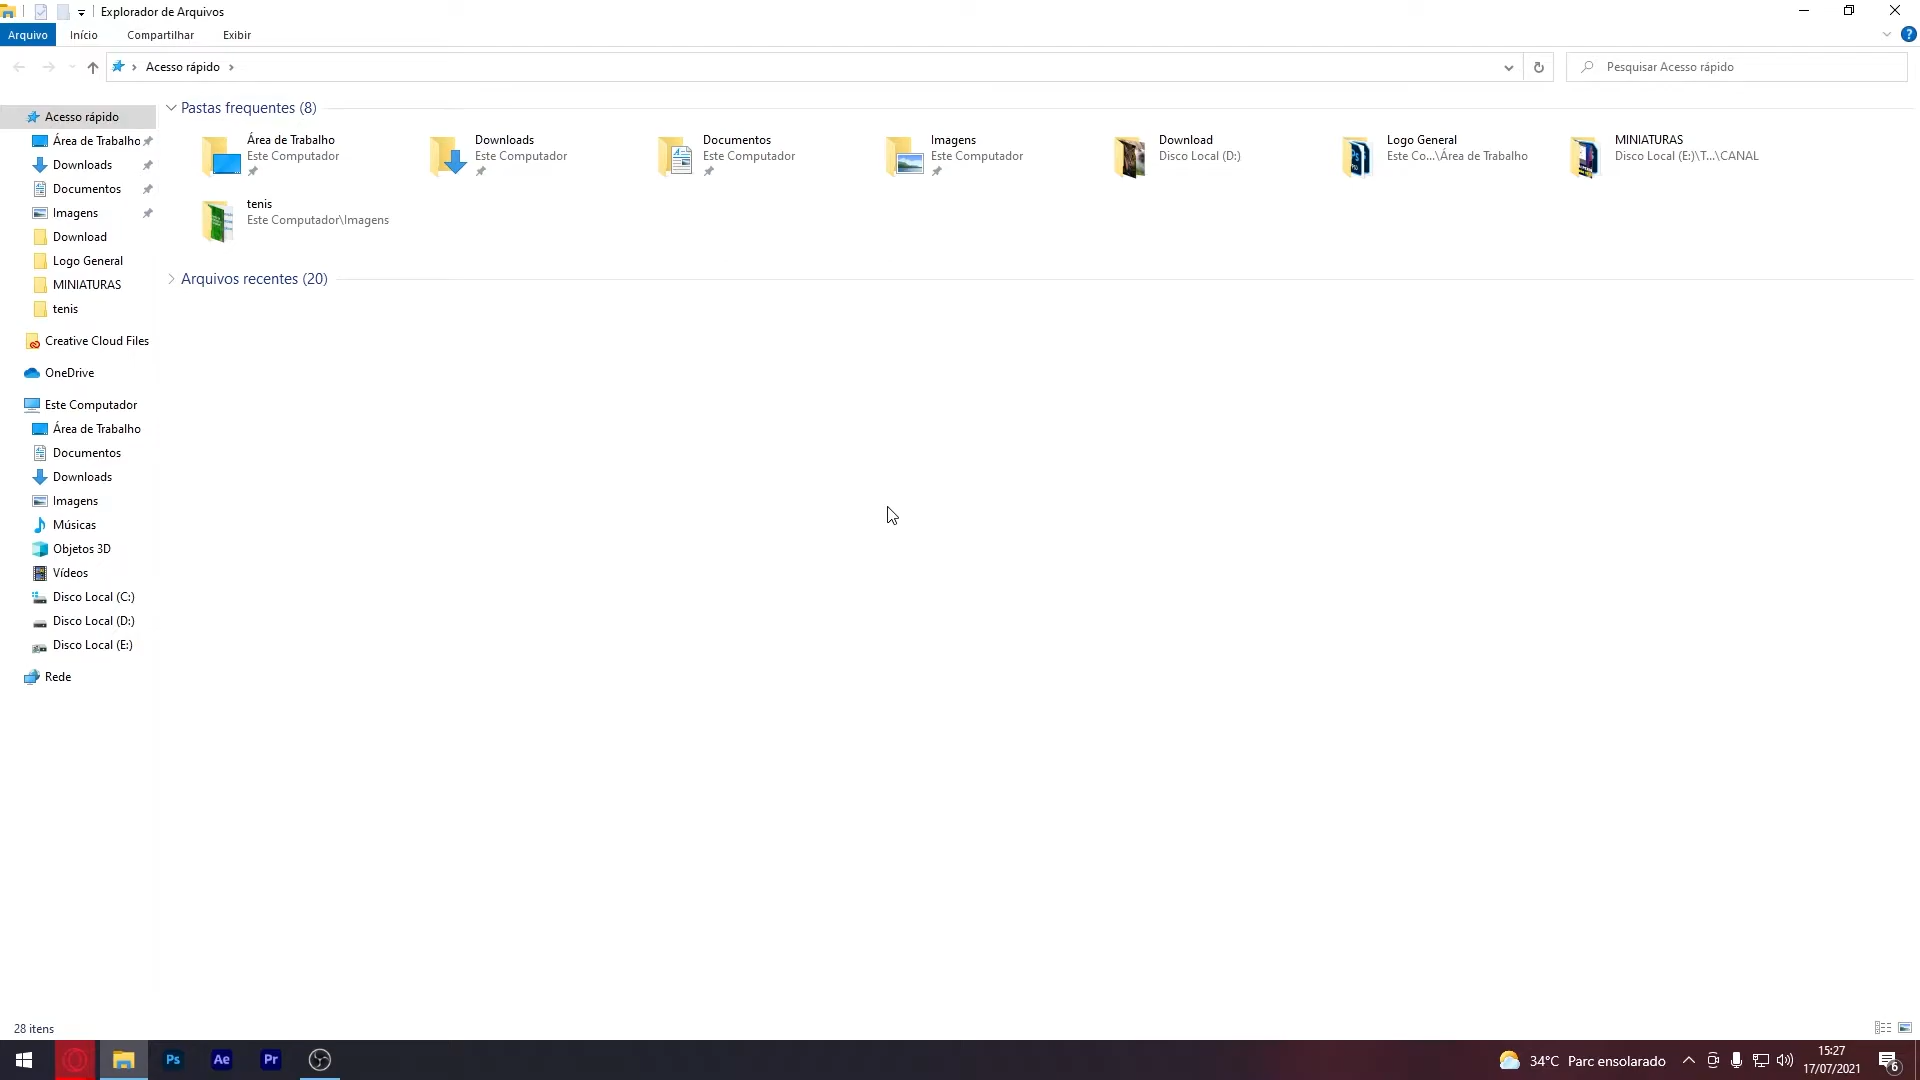 Explorador de Arquivos
Arquivo Início Compartilhar Exibir
Acesso rápido
Pesquisar Acesso rápido
Acesso rápido
Área de Trabalho
Downloads
Documentos
Imagens
Download
Logo General
MINIATURAS
tenis
Creative Cloud Files
OneDrive
Este Computador
Área de Trabalho
Documentos
Downloads
Imagens
Músicas
Objetos 3D
Vídeos
Disco Local (C:)
Disco Local (D:)
Disco Local (E:)
Rede
Pastas frequentes (8)
Área de Trabalho
Este Computador
Downloads
Este Computador
Documentos
Este Computador
Imagens
Este Computador
Download
Disco Local (D:)
Logo General
Este Co...\Área de Trabalho
MINIATURAS
Disco Local (E:)\T...\CANAL
tenis
Este Computador\Imagens
Arquivos recentes (20)
28 itens
Ps Ae Pr
34°C Parc ensolarado
15:27
17/07/2021
6